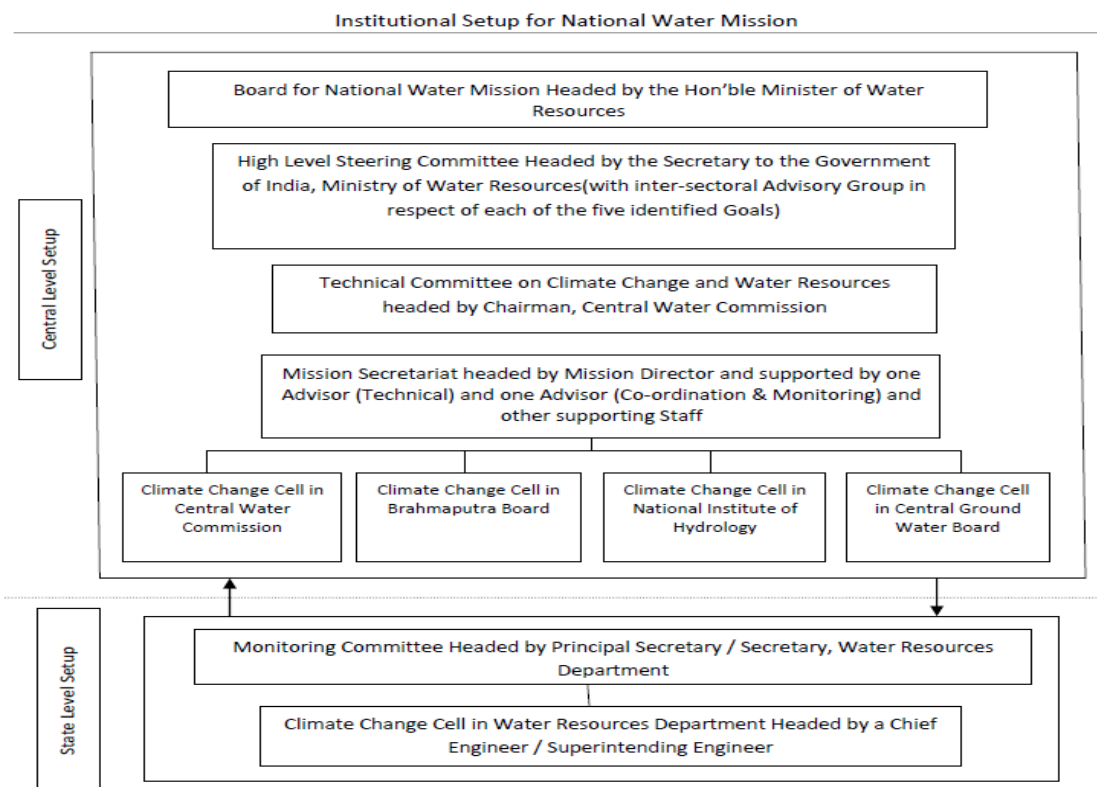 Institutional Setup for National Water Mission
Central Level Setup
Board for National Water Mission Headed by the Hon'ble Minister of Water
Resources
High Level Steering Committee Headed by the Secretary to the Government
of India, Ministry of Water Resources(with inter-sectoral Advisory Group in
respect of each of the five identified Goals)
Technical Committee on Climate Change and Water Resources
headed by Chairman, Central Water Commission
Mission Secretariat headed by Mission Director and supported by one
Advisor (Technical) and one Advisor (Co-ordination & Monitoring) and
other supporting Staff
Climate Change Cell in
Central Water
Commission
Climate Change Cell in
Brahmaputra Board
Climate Change Cell in
National Institute of
Hydrology
Climate Change Cell
in Central Ground
Water Board
State Level Setup
Monitoring Committee Headed by Principal Secretary / Secretary, Water Resources
Department
Climate Change Cell in Water Resources Department Headed by a Chief
Engineer / Superintending Engineer